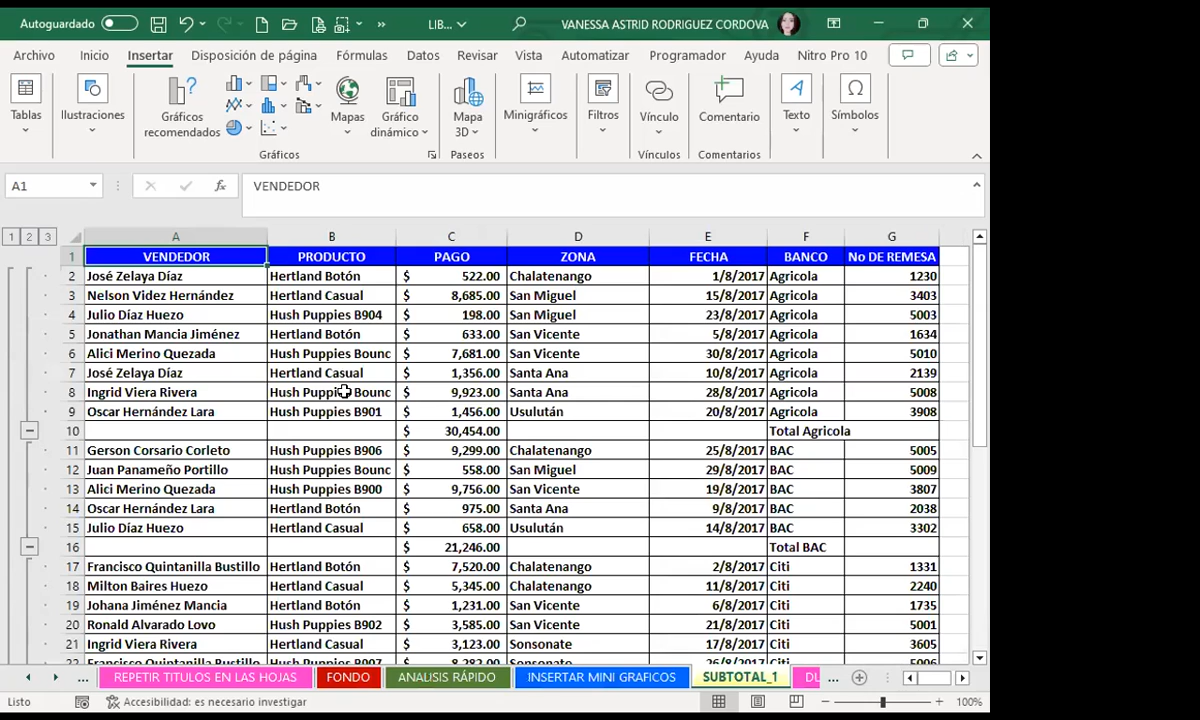 Autoguardado LIB... VANESSA ASTRID RODRIGUEZ CORDOVA
Archivo Inicio Insertar Disposición de página Fórmulas Datos Revisar Vista Automatizar Programador Ayuda Nitro Pro 10
Tablas Ilustraciones Gráficos recomendados Mapas Gráfico dinámico Mapa 3D Minigráficos Filtros Vínculo Comentario Texto Símbolos
Gráficos Paseos Vínculos Comentarios
A1 fx VENDEDOR
1 2 3 A B C D E F G
1 VENDEDOR PRODUCTO PAGO ZONA FECHA BANCO No DE REMESA
2 José Zelaya Díaz Hertland Botón $ 522.00 Chalatenango 1/8/2017 Agricola 1230
3 Nelson Videz Hernández Hertland Casual $ 8,685.00 San Miguel 15/8/2017 Agricola 3403
4 Julio Díaz Huezo Hush Puppies B904 $ 198.00 San Miguel 23/8/2017 Agricola 5003
5 Jonathan Mancia Jiménez Hertland Botón $ 633.00 San Vicente 5/8/2017 Agricola 1634
6 Alici Merino Quezada Hush Puppies Bounc $ 7,681.00 San Vicente 30/8/2017 Agricola 5010
7 José Zelaya Díaz Hertland Casual $ 1,356.00 Santa Ana 10/8/2017 Agricola 2139
8 Ingrid Viera Rivera Hush Puppies Bounc $ 9,923.00 Santa Ana 28/8/2017 Agricola 5008
9 Oscar Hernández Lara Hush Puppies B901 $ 1,456.00 Usulután 20/8/2017 Agricola 3908
10 $ 30,454.00 Total Agricola
11 Gerson Corsario Corleto Hush Puppies B906 $ 9,299.00 Chalatenango 25/8/2017 BAC 5005
12 Juan Panameño Portillo Hush Puppies Bounc $ 558.00 San Miguel 29/8/2017 BAC 5009
13 Alici Merino Quezada Hush Puppies B900 $ 9,756.00 San Vicente 19/8/2017 BAC 3807
14 Oscar Hernández Lara Hertland Botón $ 975.00 San Vicente 9/8/2017 BAC 2038
15 Julio Díaz Huezo Hertland Casual $ 658.00 Usulután 14/8/2017 BAC 3302
16 $ 21,246.00 Total BAC
17 Francisco Quintanilla Bustillo Hertland Botón $ 7,520.00 Chalatenango 2/8/2017 Citi 1331
18 Milton Baires Huezo Hertland Casual $ 5,345.00 Chalatenango 11/8/2017 Citi 2240
19 Johana Jiménez Mancia Hertland Botón $ 1,231.00 San Vicente 6/8/2017 Citi 1735
20 Ronald Alvarado Lovo Hush Puppies B902 $ 3,585.00 San Vicente 21/8/2017 Citi 5001
21 Ingrid Viera Rivera Hertland Casual $ 3,123.00 Sonsonate 17/8/2017 Citi 3605
22 Francisco Quintanilla Bustillo Hush Puppies B907 $ 8,282.00 Sonsonate 26/8/2017 Citi 5006
... REPETIR TITULOS EN LAS HOJAS FONDO ANALISIS RÁPIDO INSERTAR MINI GRAFICOS SUBTOTAL_1 DU ...
Listo Accesibilidad: es necesario investigar 100%